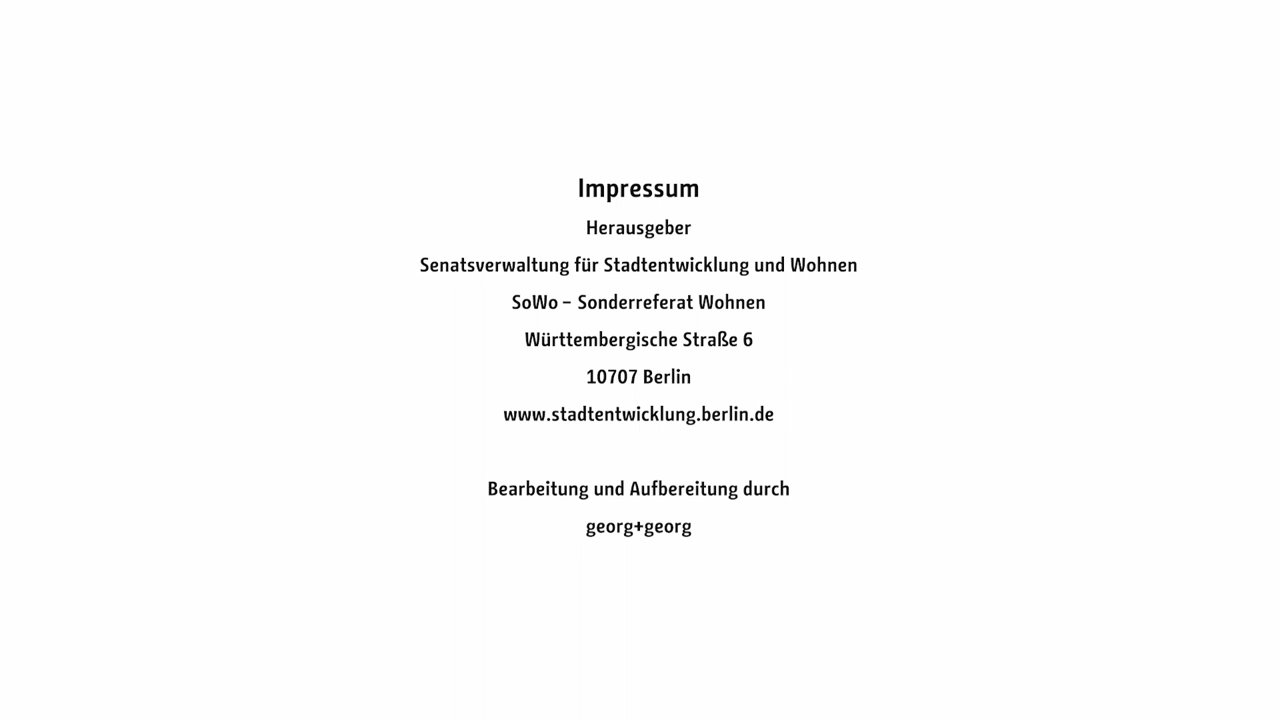 Impressum
Herausgeber
Senatsverwaltung für Stadtentwicklung und Wohnen
SoWo – Sonderreferat Wohnen
Württembergische Straße 6
10707 Berlin
www.stadtentwicklung.berlin.de
Bearbeitung und Aufbereitung durch
georg+georg